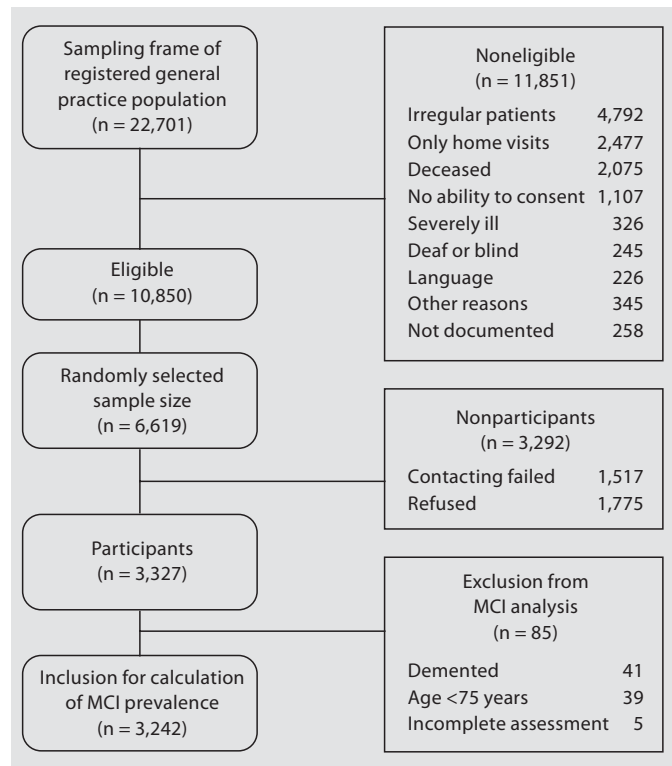 Sampling frame of
registered general
practice population
(n = 22,701)
Noneligible
(n = 11,851)
Irregular patients 4,792
Only home visits 2,477
Deceased 2,075
No ability to consent 1,107
Severely ill 326
Deaf or blind 245
Language 226
Other reasons 345
Not documented 258
Eligible
(n = 10,850)
Randomly selected
sample size
(n = 6,619)
Nonparticipants
(n = 3,292)
Contacting failed 1,517
Refused 1,775
Participants
(n = 3,327)
Exclusion from
MCI analysis
(n = 85)
Demented 41
Age <75 years 39
Incomplete assessment 5
Inclusion for calculation
of MCI prevalence
(n = 3,242)